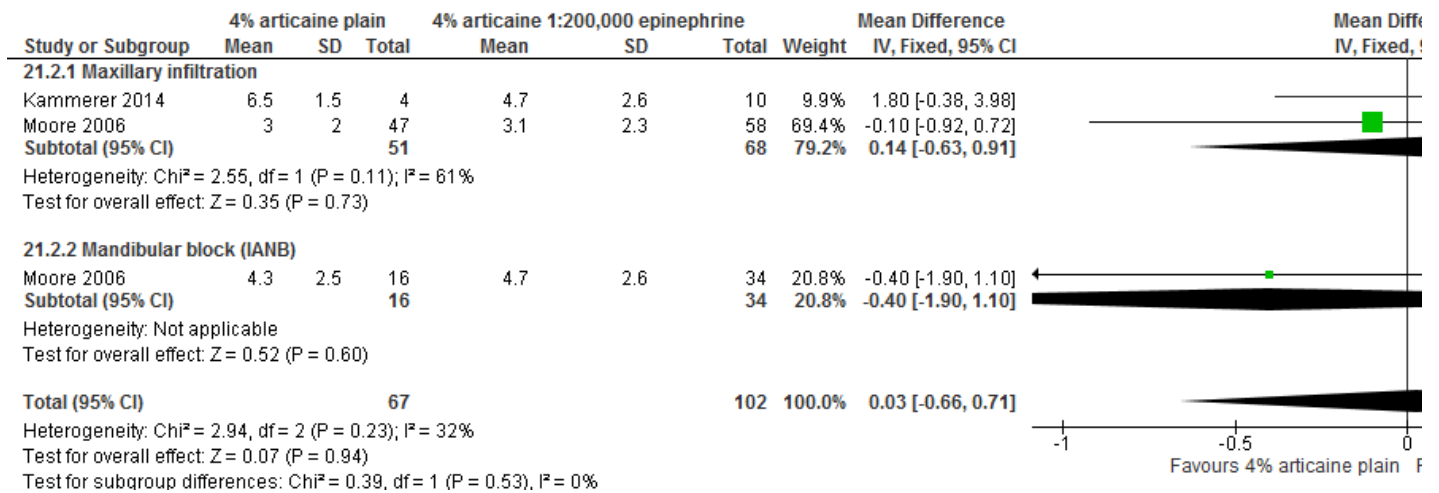 4% articaine plain 4% articaine 1:200,000 epinephrine Mean Difference Mean Diffe
Study or Subgroup Mean SD Total Mean SD Total Weight IV, Fixed, 95% CI IV, Fixed,
21.2.1 Maxillary infiltration
Kammerer 2014 6.5 1.5 4 4.7 2.6 10 9.9% 1.80 [-0.38, 3.98]
Moore 2006 3 2 47 3.1 2.3 58 69.4% -0.10 [-0.92, 0.72]
Subtotal (95% CI) 51 68 79.2% 0.14 [-0.63, 0.91]
Heterogeneity: Chi² = 2.55, df = 1 (P = 0.11); I² = 61%
Test for overall effect: Z = 0.35 (P = 0.73)
21.2.2 Mandibular block (IANB)
Moore 2006 4.3 2.5 16 4.7 2.6 34 20.8% -0.40 [-1.90, 1.10]
Subtotal (95% CI) 16 34 20.8% -0.40 [-1.90, 1.10]
Heterogeneity: Not applicable
Test for overall effect: Z = 0.52 (P = 0.60)
Total (95% CI) 67 102 100.0% 0.03 [-0.66, 0.71]
Heterogeneity: Chi² = 2.94, df = 2 (P = 0.23); I² = 32%
Test for overall effect: Z = 0.07 (P = 0.94)
Test for subgroup differences: Chi² = 0.39, df = 1 (P = 0.53), I² = 0%
-1 -0.5 0
Favours 4% articaine plain